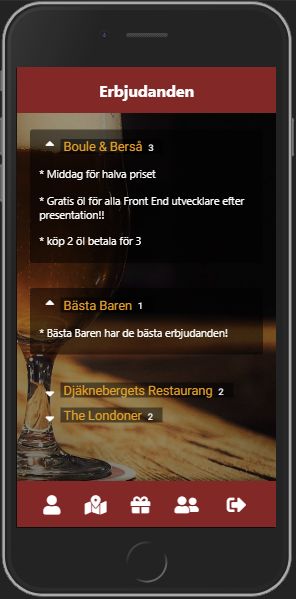 Erbjudanden
Boule & Berså 3
* Middag för halva priset
* Gratis öl för alla Front End utvecklare efter
presentation!!
* köp 2 öl betala för 3
Bästa Baren 1
* Bästa Baren har de bästa erbjudanden!
Djäknebergets Restaurang 2
The Londoner 2